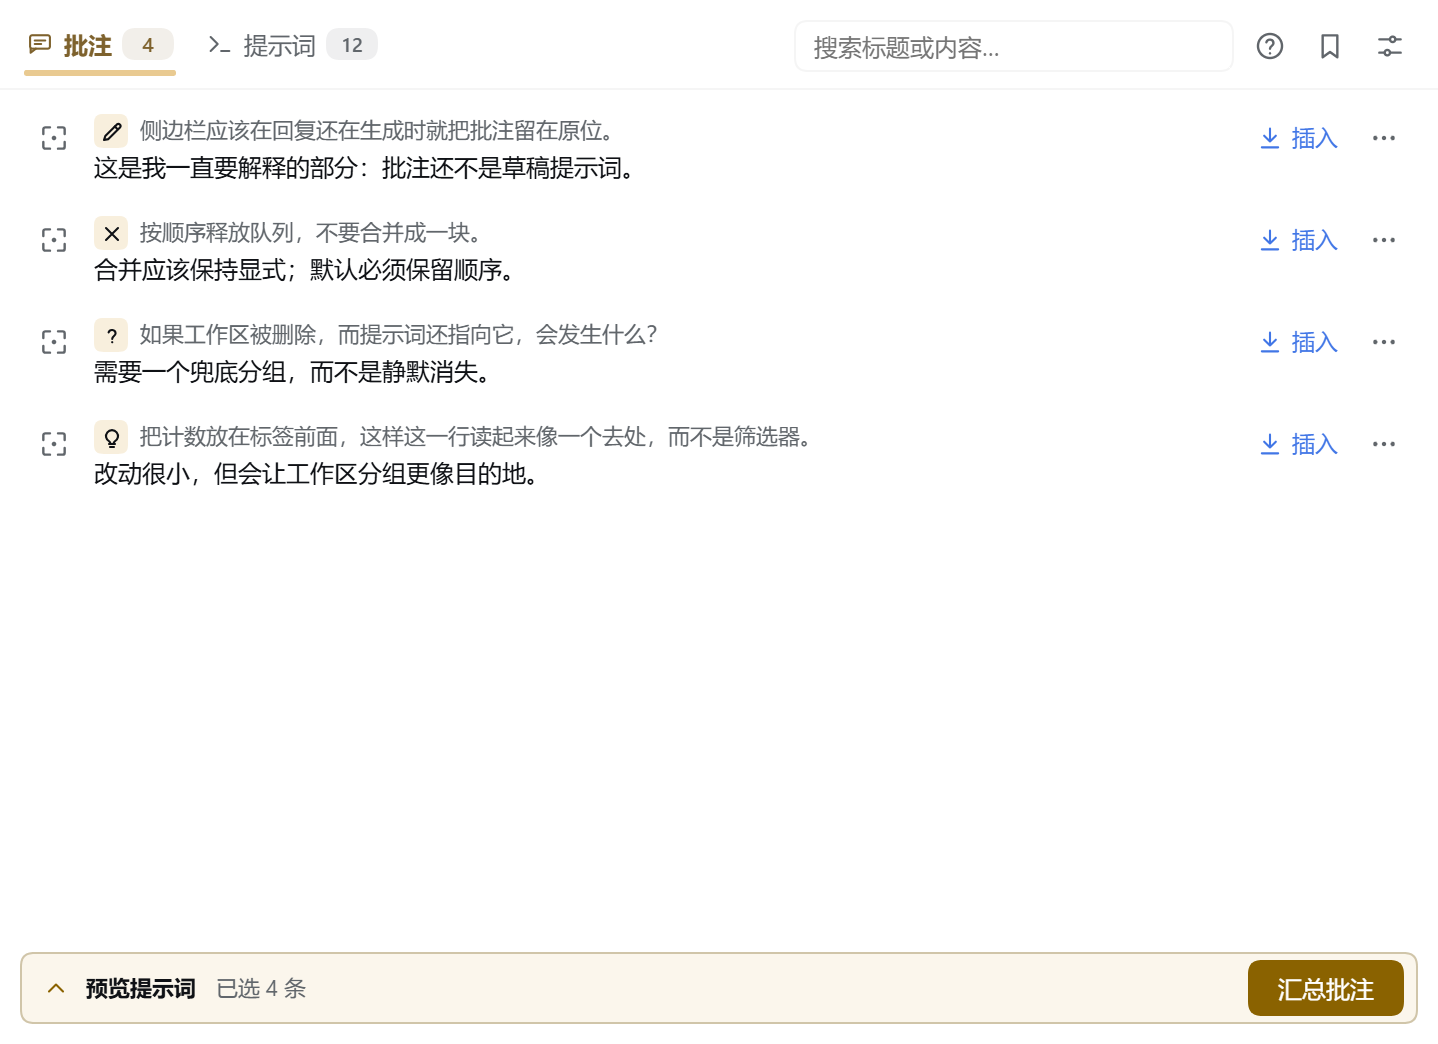 批注 4 提示词 12 搜索标题或内容...
侧边栏应该在回复还在生成时就把批注留在原位。
这是我一直要解释的部分：批注还不是草稿提示词。
插入
按顺序释放队列，不要合并成一块。
合并应该保持显式；默认必须保留顺序。
插入
? 如果工作区被删除，而提示词还指向它，会发生什么？
需要一个兜底分组，而不是静默消失。
插入
把计数放在标签前面，这样这一行读起来像一个去处，而不是筛选器。
改动很小，但会让工作区分组更像目的地。
插入
预览提示词 已选 4 条 汇总批注